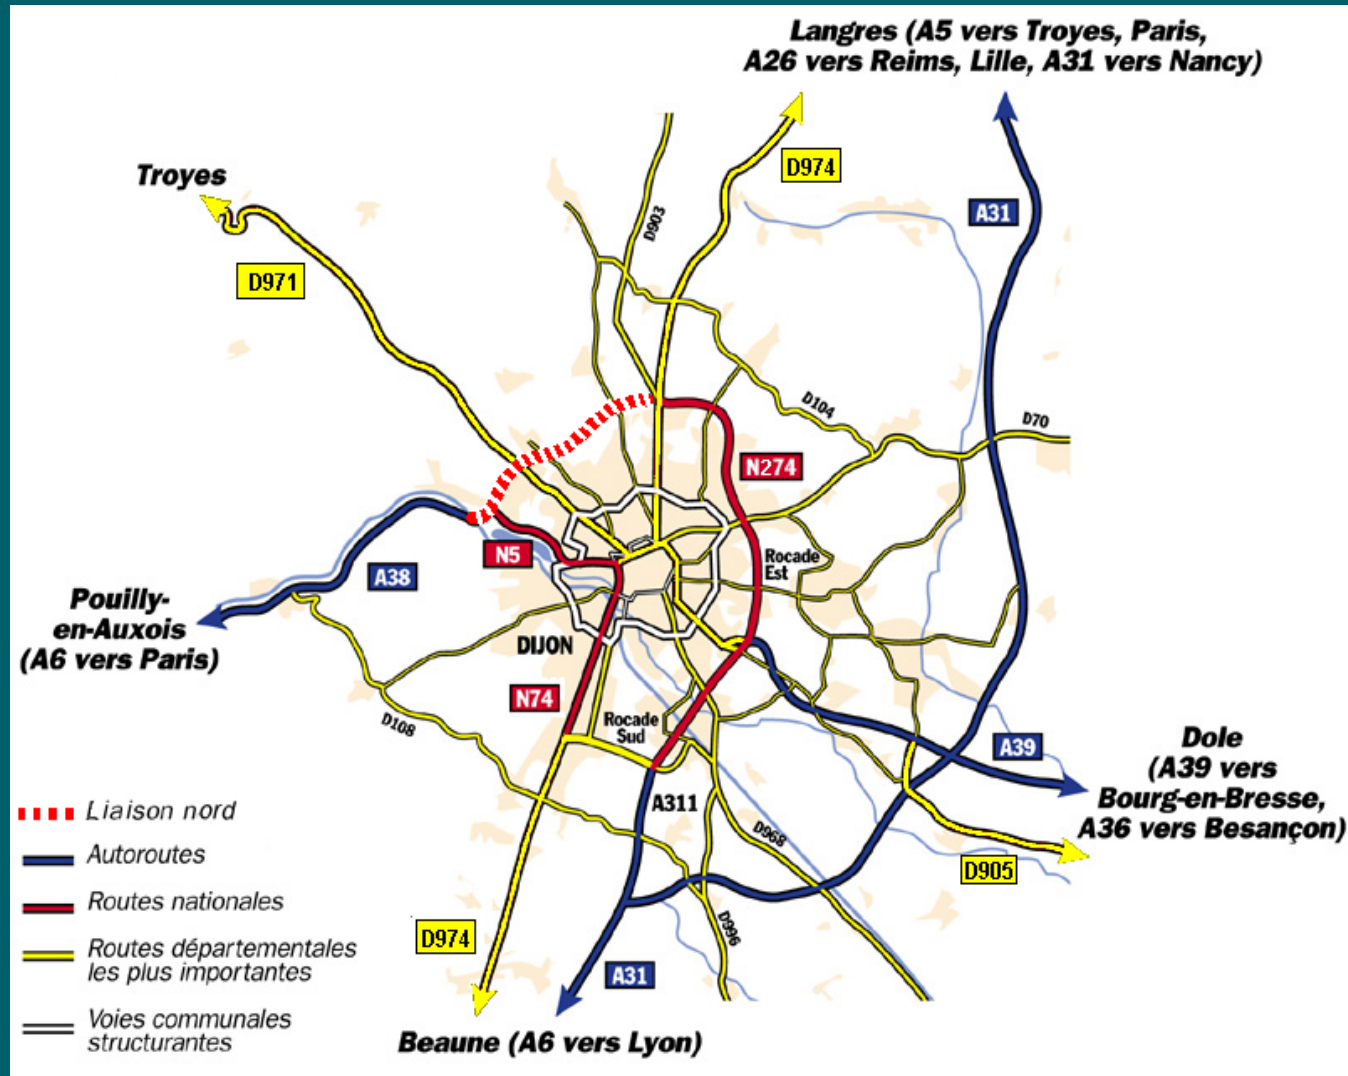 Langres (A5 vers Troyes, Paris,
A26 vers Reims, Lille, A31 vers Nancy)
Troyes
D974
A31
D903
D971
D104
D70
N274
N5
Rocade
Est
A38
Pouilly-
en-Auxois
(A6 vers Paris)
DIJON
N74
Rocade
Sud
D108
A39
Dole
(A39 vers
Bourg-en-Bresse,
A36 vers Besançon)
A311
D968
D905
D996
D974
A31
Beaune (A6 vers Lyon)
Liaison nord
Autoroutes
Routes nationales
Routes départementales
les plus importantes
Voies communales
structurantes